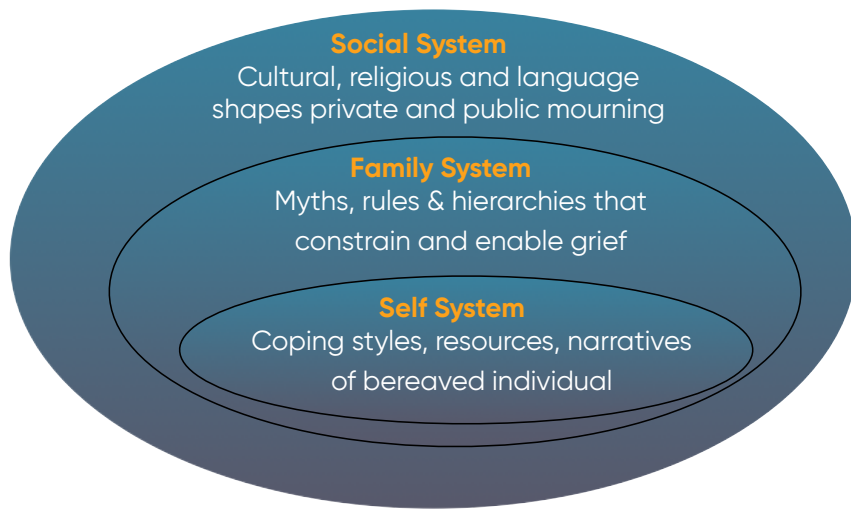 Social System
Cultural, religious and language
shapes private and public mourning
Family System
Myths, rules & hierarchies that
constrain and enable grief
Self System
Coping styles, resources, narratives
of bereaved individual